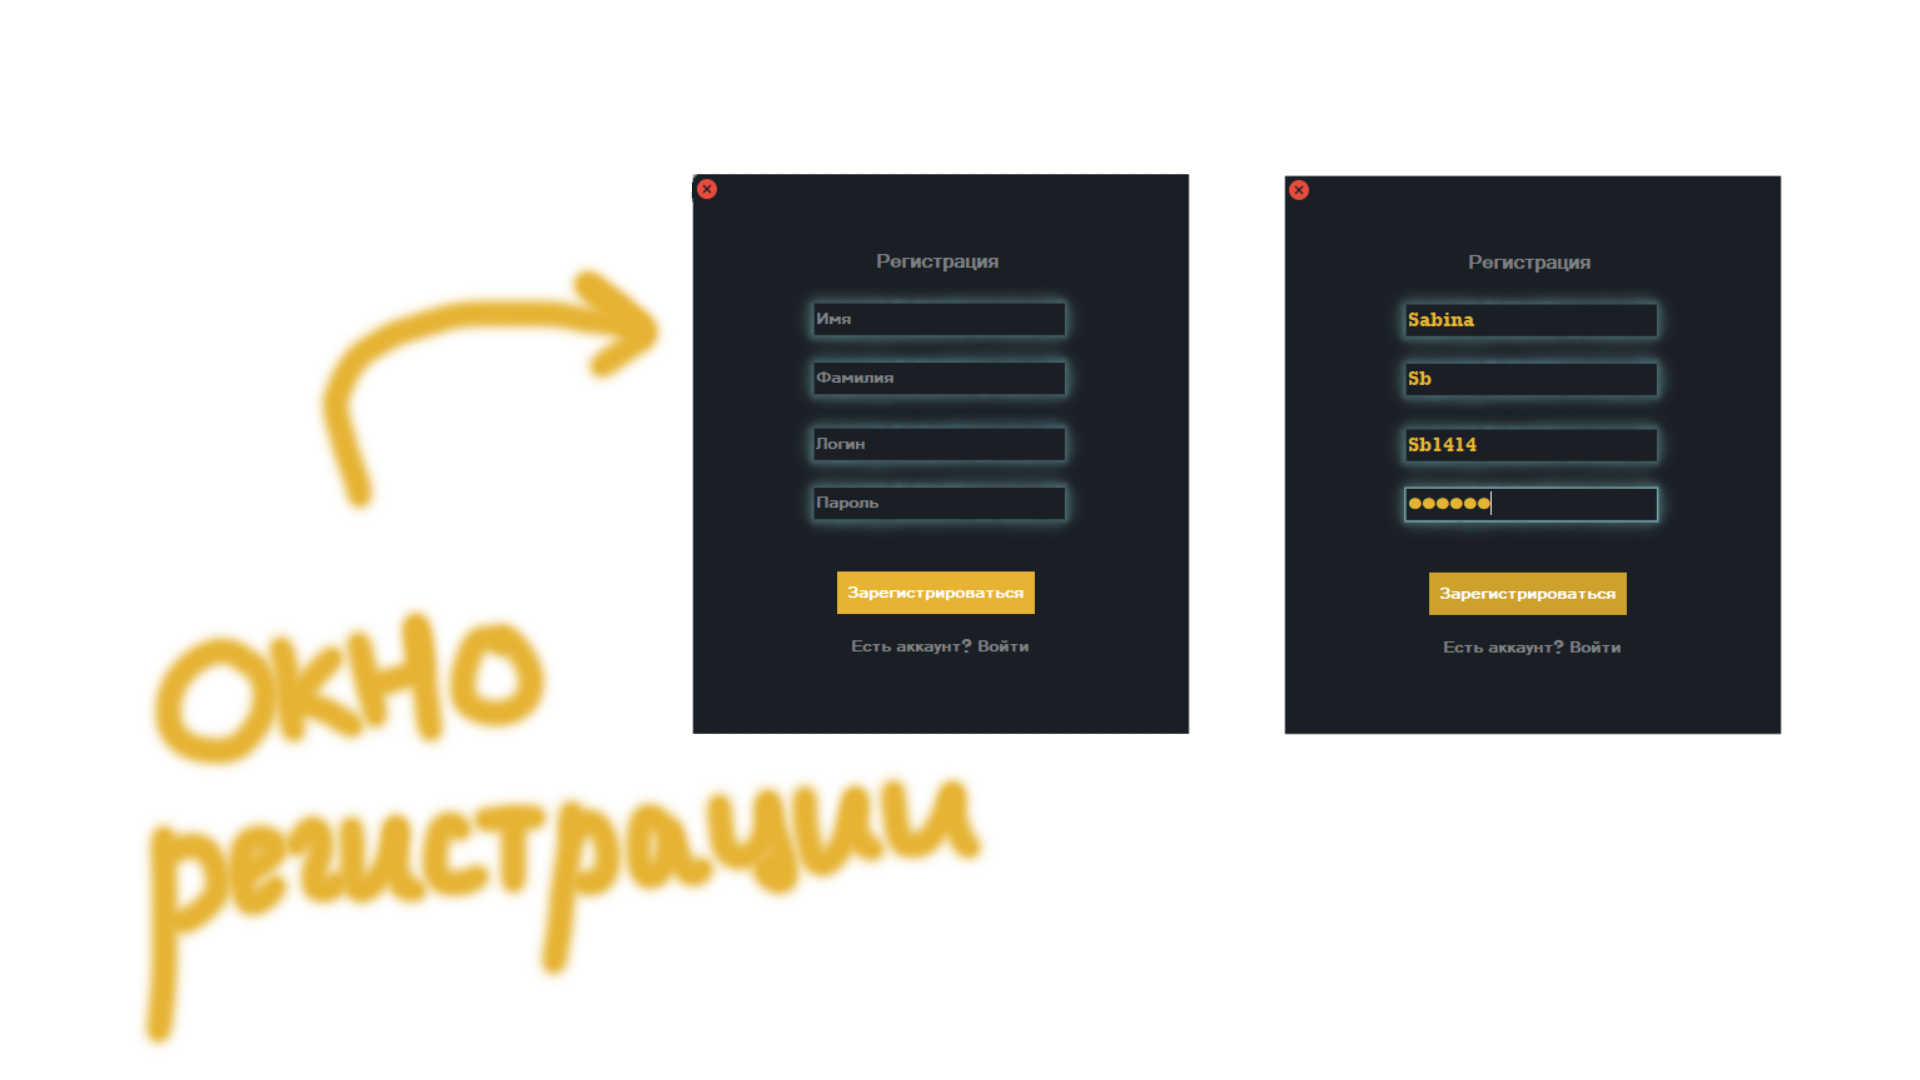 Регистрация
Имя
Фамилия
Логин
Пароль
Зарегистрироваться
Есть аккаунт? Войти
Регистрация
Sabina
Sb
Sb1414
●●●●●●
Зарегистрироваться
Есть аккаунт? Войти
Окно
регистрации